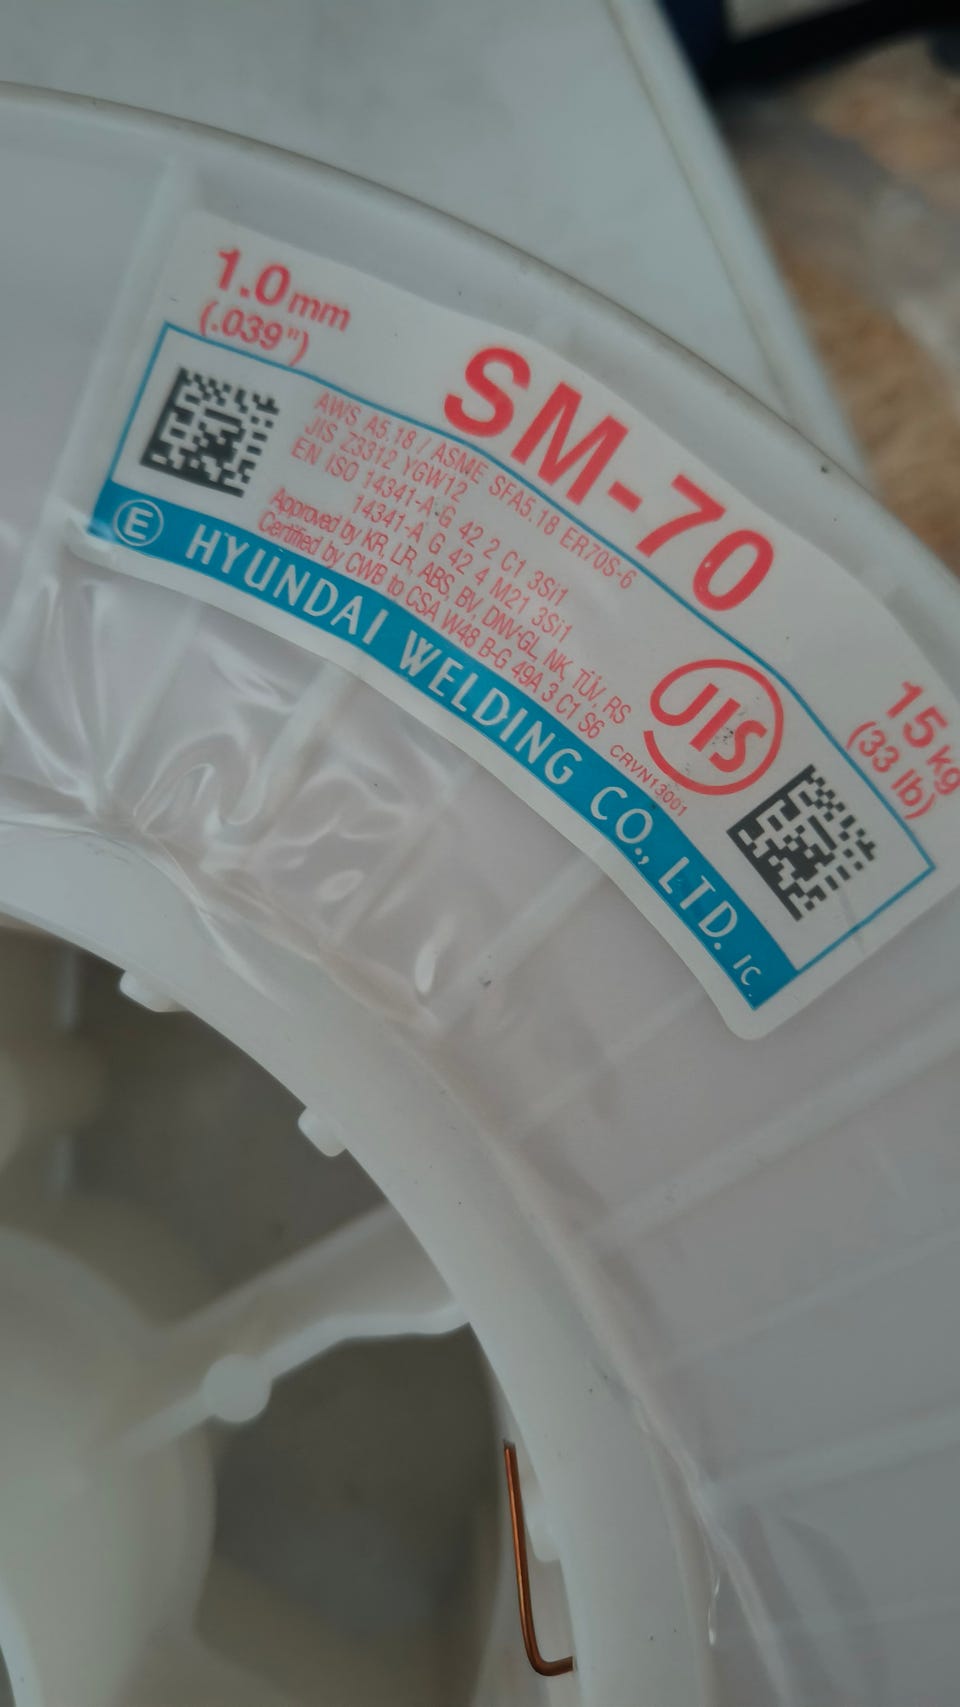 1.0mm
(.039")
SM-70
AWS A5.18 / ASME SFA5.18 ER70S-6
JIS Z3312 YGW12
EN ISO 14341-A-G 42 2 C1 3Si1
14341-A G 42 4 M21 3Si1
Approved by KR, LR, ABS, BV, DNV-GL, NK, TÜV, RS
Certified by CWB to CSA W48 B-G 49A 3 C1 S6
JIS
CRVN13001
15kg
(33 lb)
E HYUNDAI WELDING CO., LTD. IC.